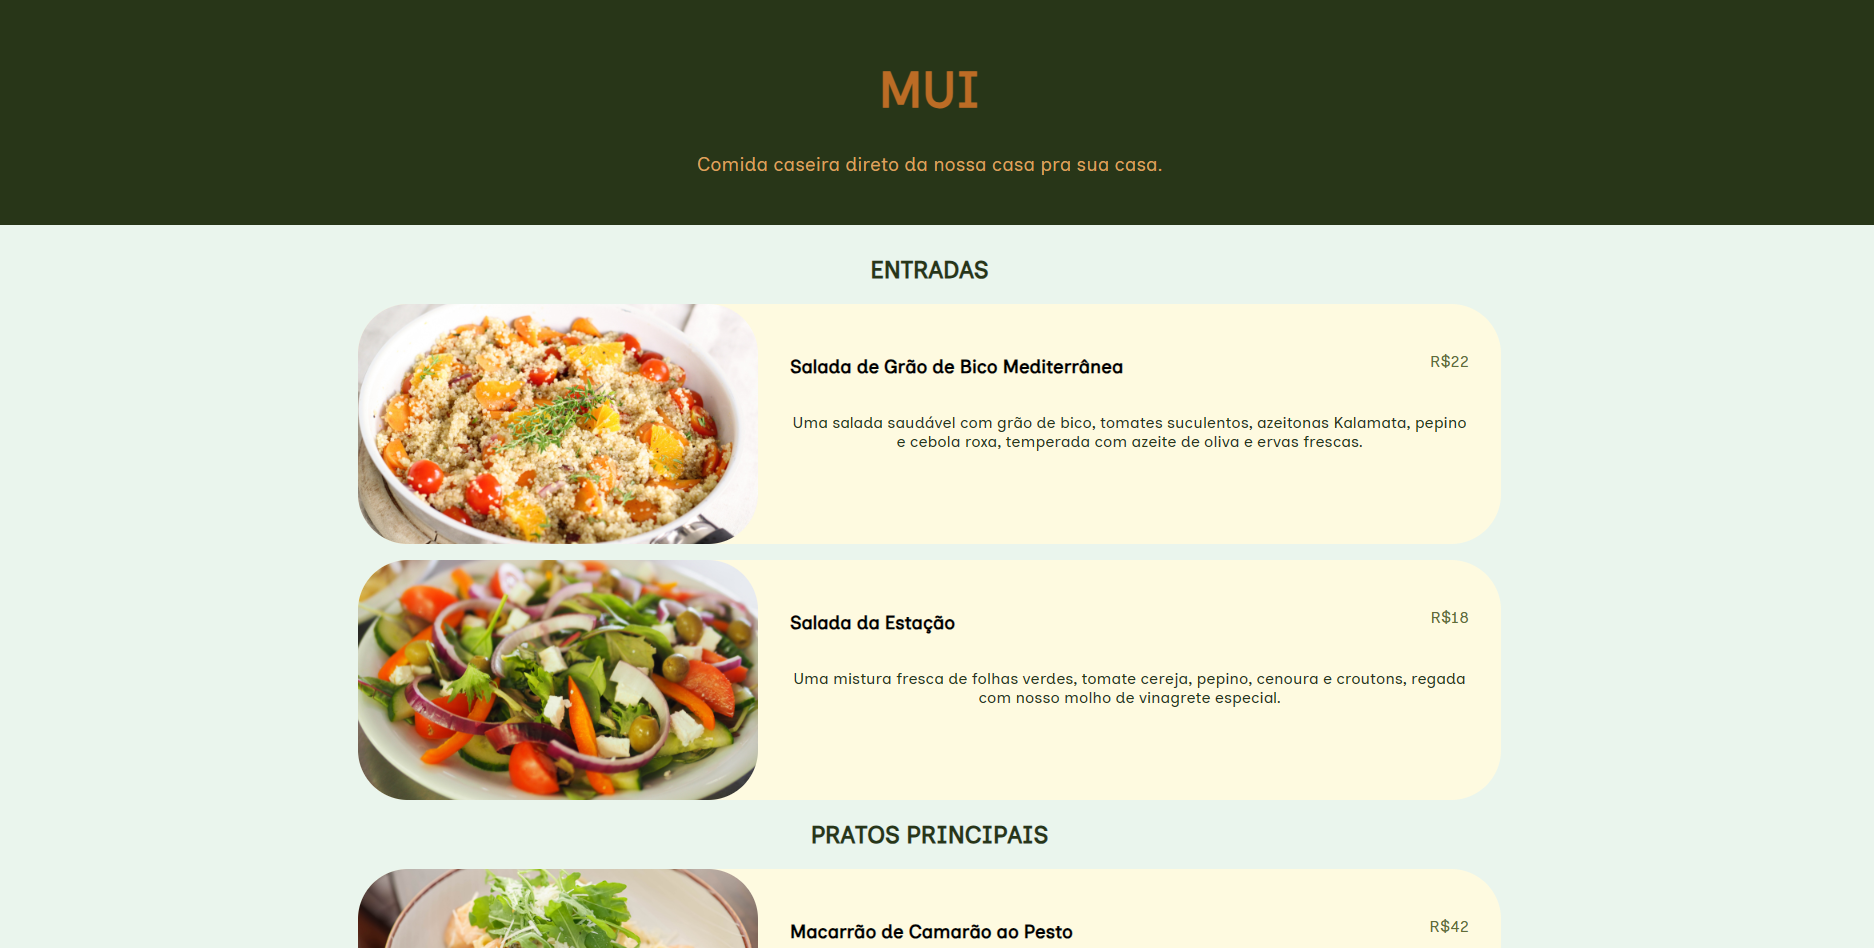 MUI
Comida caseira direto da nossa casa pra sua casa.
ENTRADAS
Salada de Grão de Bico Mediterrânea
R$22
Uma salada saudável com grão de bico, tomates suculentos, azeitonas Kalamata, pepino
e cebola roxa, temperada com azeite de oliva e ervas frescas.
Salada da Estação
R$18
Uma mistura fresca de folhas verdes, tomate cereja, pepino, cenoura e croutons, regada
com nosso molho de vinagrete especial.
PRATOS PRINCIPAIS
Macarrão de Camarão ao Pesto
R$42